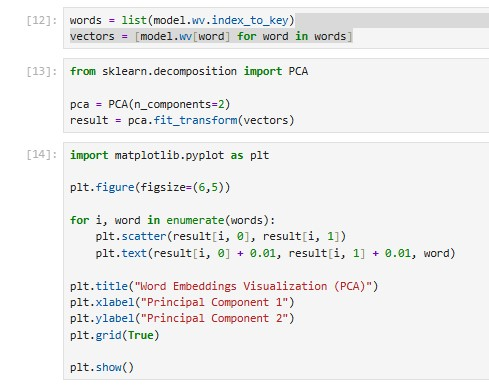 [12]: words = list(model.wv.index_to_key)
vectors = [model.wv[word] for word in words]
[13]: from sklearn.decomposition import PCA
pca = PCA(n_components=2)
result = pca.fit_transform(vectors)
[14]: import matplotlib.pyplot as plt
plt.figure(figsize=(6,5))
for i, word in enumerate(words):
    plt.scatter(result[i, 0], result[i, 1])
    plt.text(result[i, 0] + 0.01, result[i, 1] + 0.01, word)
plt.title("Word Embeddings Visualization (PCA)")
plt.xlabel("Principal Component 1")
plt.ylabel("Principal Component 2")
plt.grid(True)
plt.show()